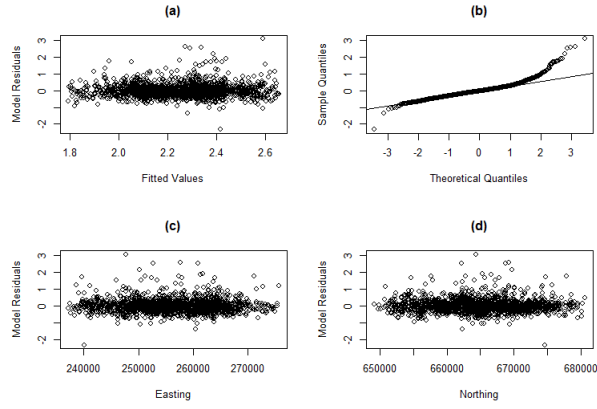 (a)
Model Residuals
3
2
1
0
-2
1.8 2.0 2.2 2.4 2.6
Fitted Values
(b)
Sample Quantiles
3
2
1
0
-2
-3 -2 -1 0 1 2 3
Theoretical Quantiles
(c)
Model Residuals
3
2
1
0
-2
240000 250000 260000 270000
Easting
(d)
Model Residuals
3
2
1
0
-2
650000 660000 670000 680000
Northing